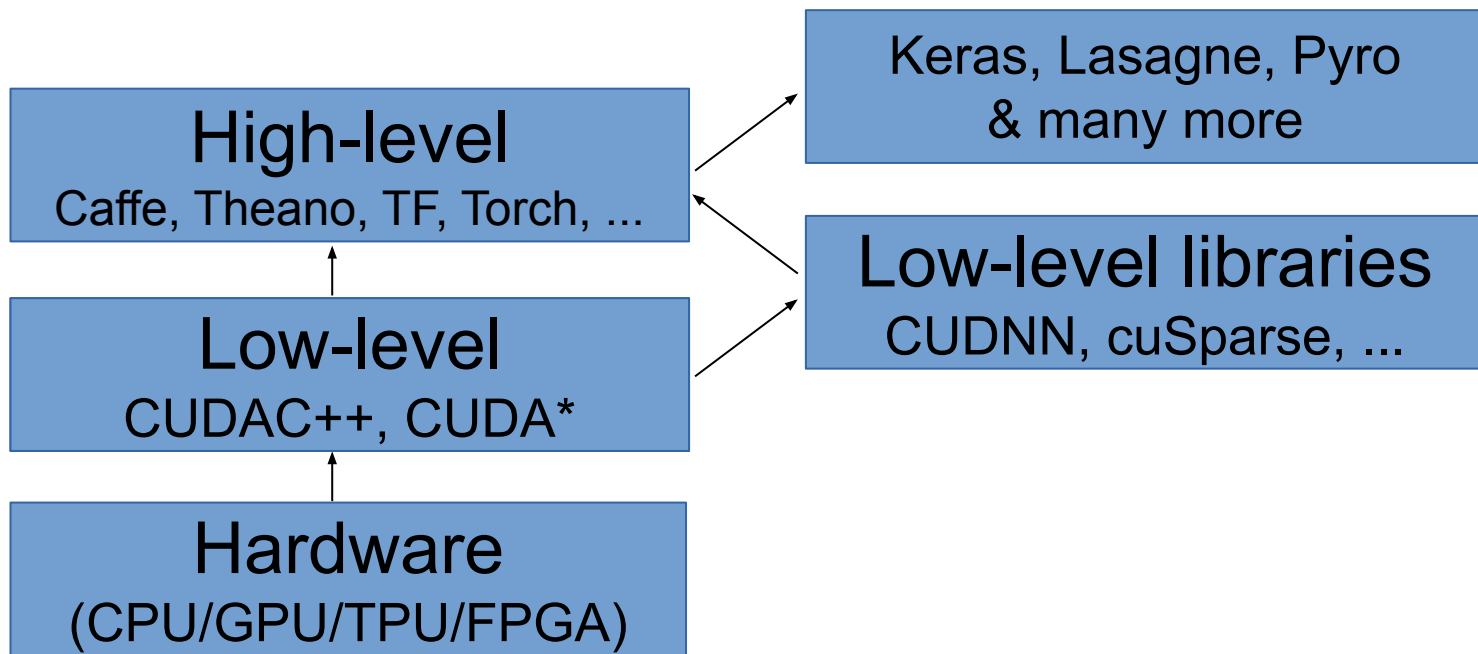 High-level
Caffe, Theano, TF, Torch, ...
Low-level
CUDAC++, CUDA*
Hardware
(CPU/GPU/TPU/FPGA)
Keras, Lasagne, Pyro
& many more
Low-level libraries
CUDNN, cuSparse, ...